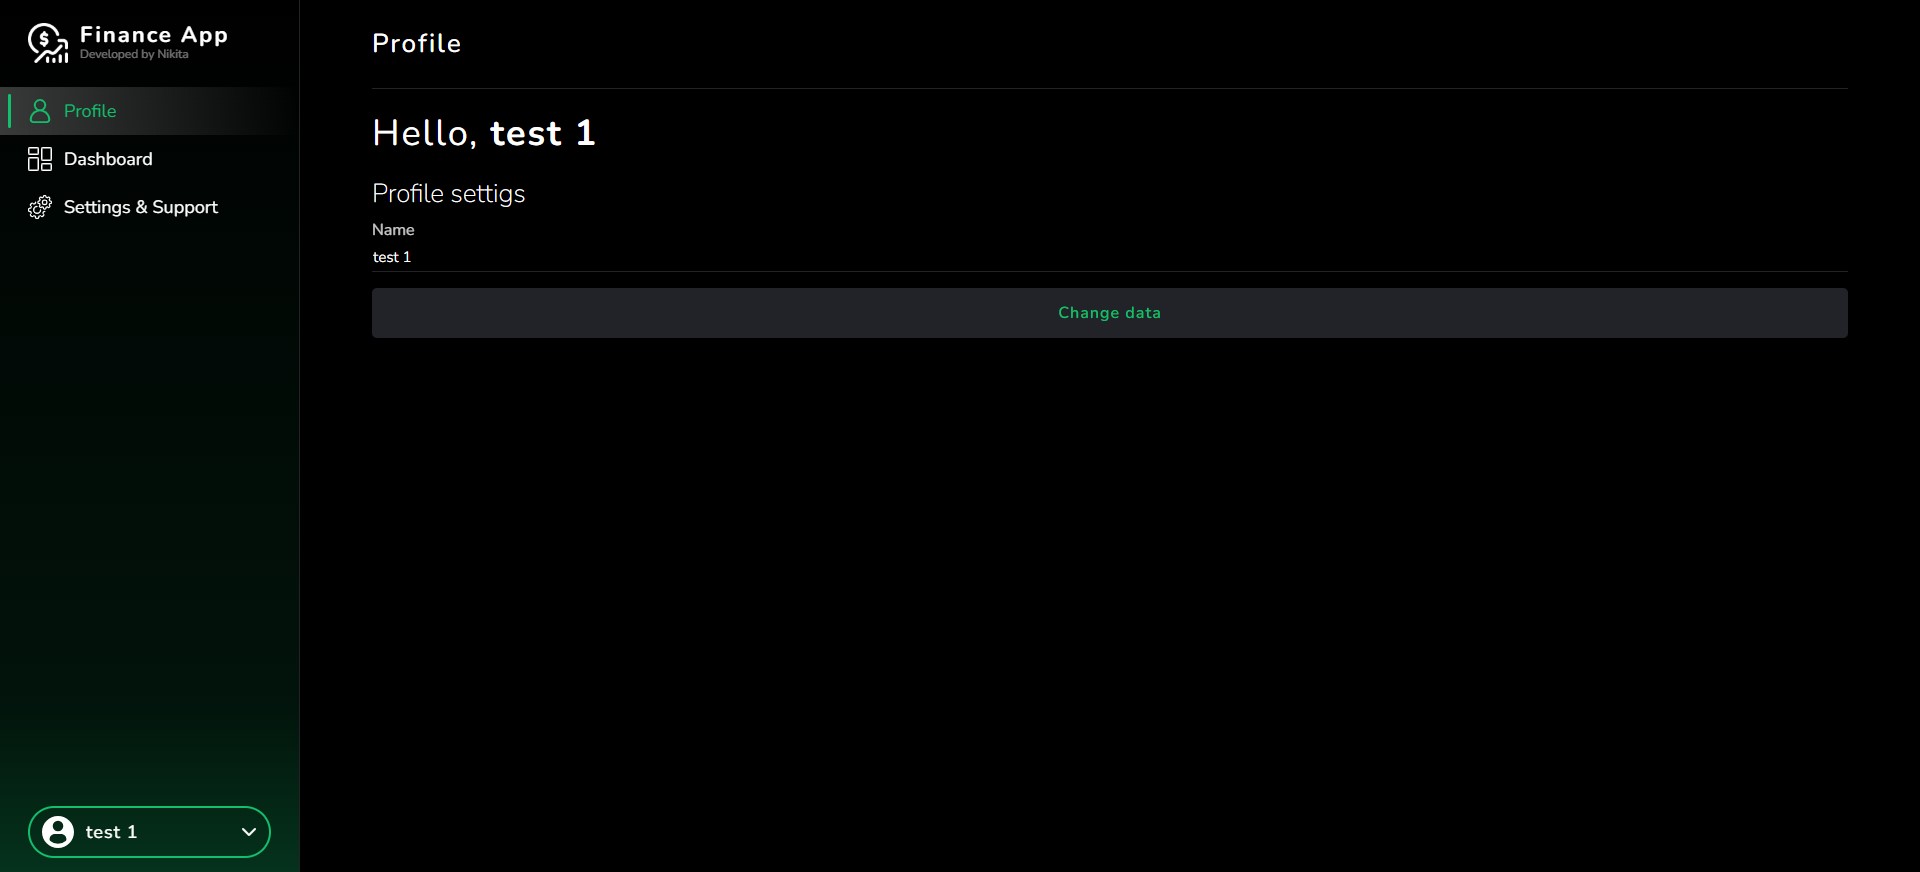 Finance App
Developed by Nikita
Profile
Dashboard
Settings & Support
test 1
Profile
Hello, test 1
Profile settigs
Name
test 1
Change data